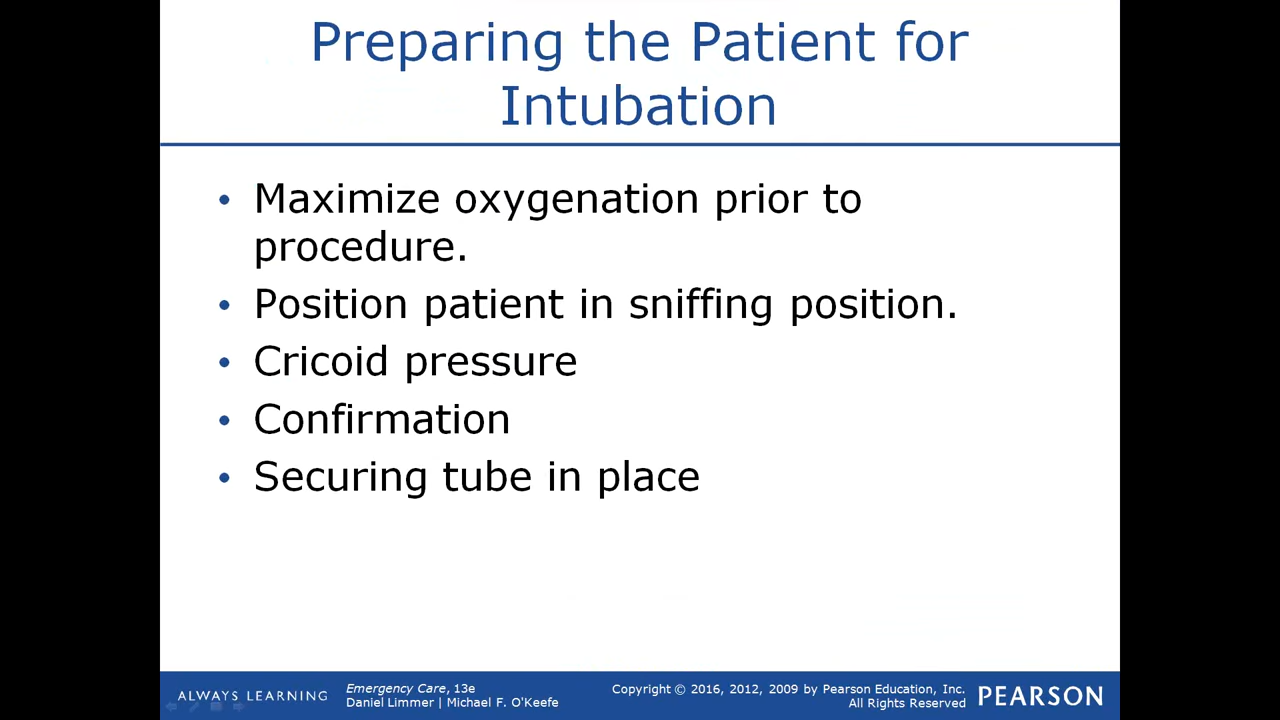 Preparing the Patient for
Intubation
• Maximize oxygenation prior to
procedure.
• Position patient in sniffing position.
• Cricoid pressure
• Confirmation
• Securing tube in place
ALWAYS LEARNING
Emergency Care, 13e
Daniel Limmer | Michael F. O'Keefe
Copyright © 2016, 2012, 2009 by Pearson Education, Inc.
All Rights Reserved
PEARSON